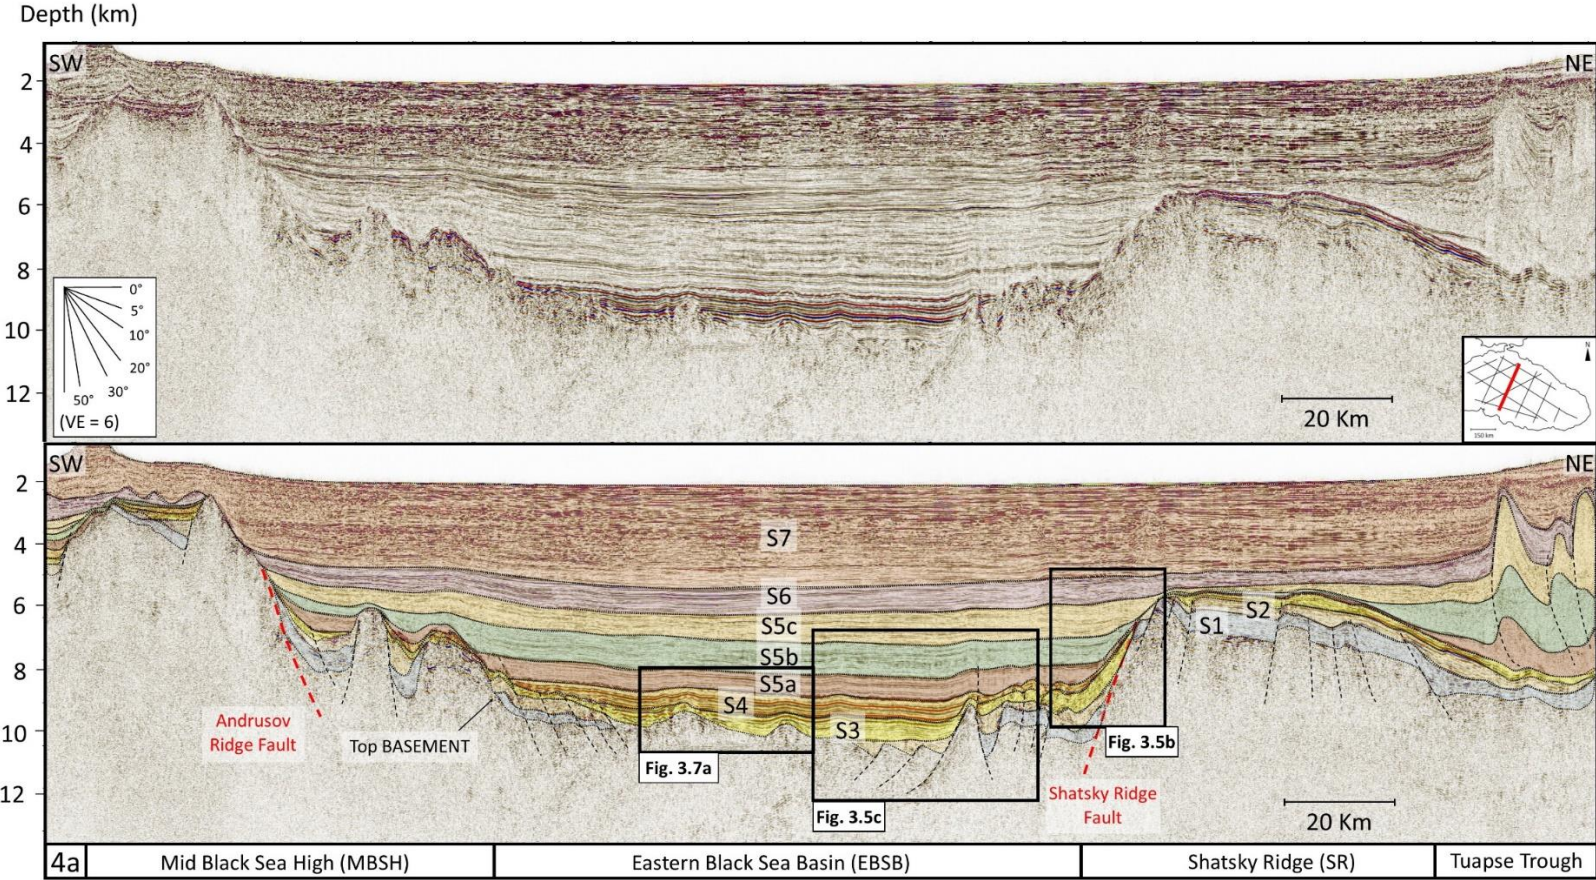 Depth (km)
SW
NE
2
4
6
8
10
12
0°
5°
10°
20°
30°
50°
(VE = 6)
20 Km
N
150 km
SW
NE
2
4
6
8
10
12
S7
S6
S5c
S5b
S5a
S4
S3
S2
S1
Andrusov
Ridge Fault
Top BASEMENT
Fig. 3.7a
Fig. 3.5c
Fig. 3.5b
Shatsky Ridge
Fault
20 Km
4a
Mid Black Sea High (MBSH)
Eastern Black Sea Basin (EBSB)
Shatsky Ridge (SR)
Tuapse Trough